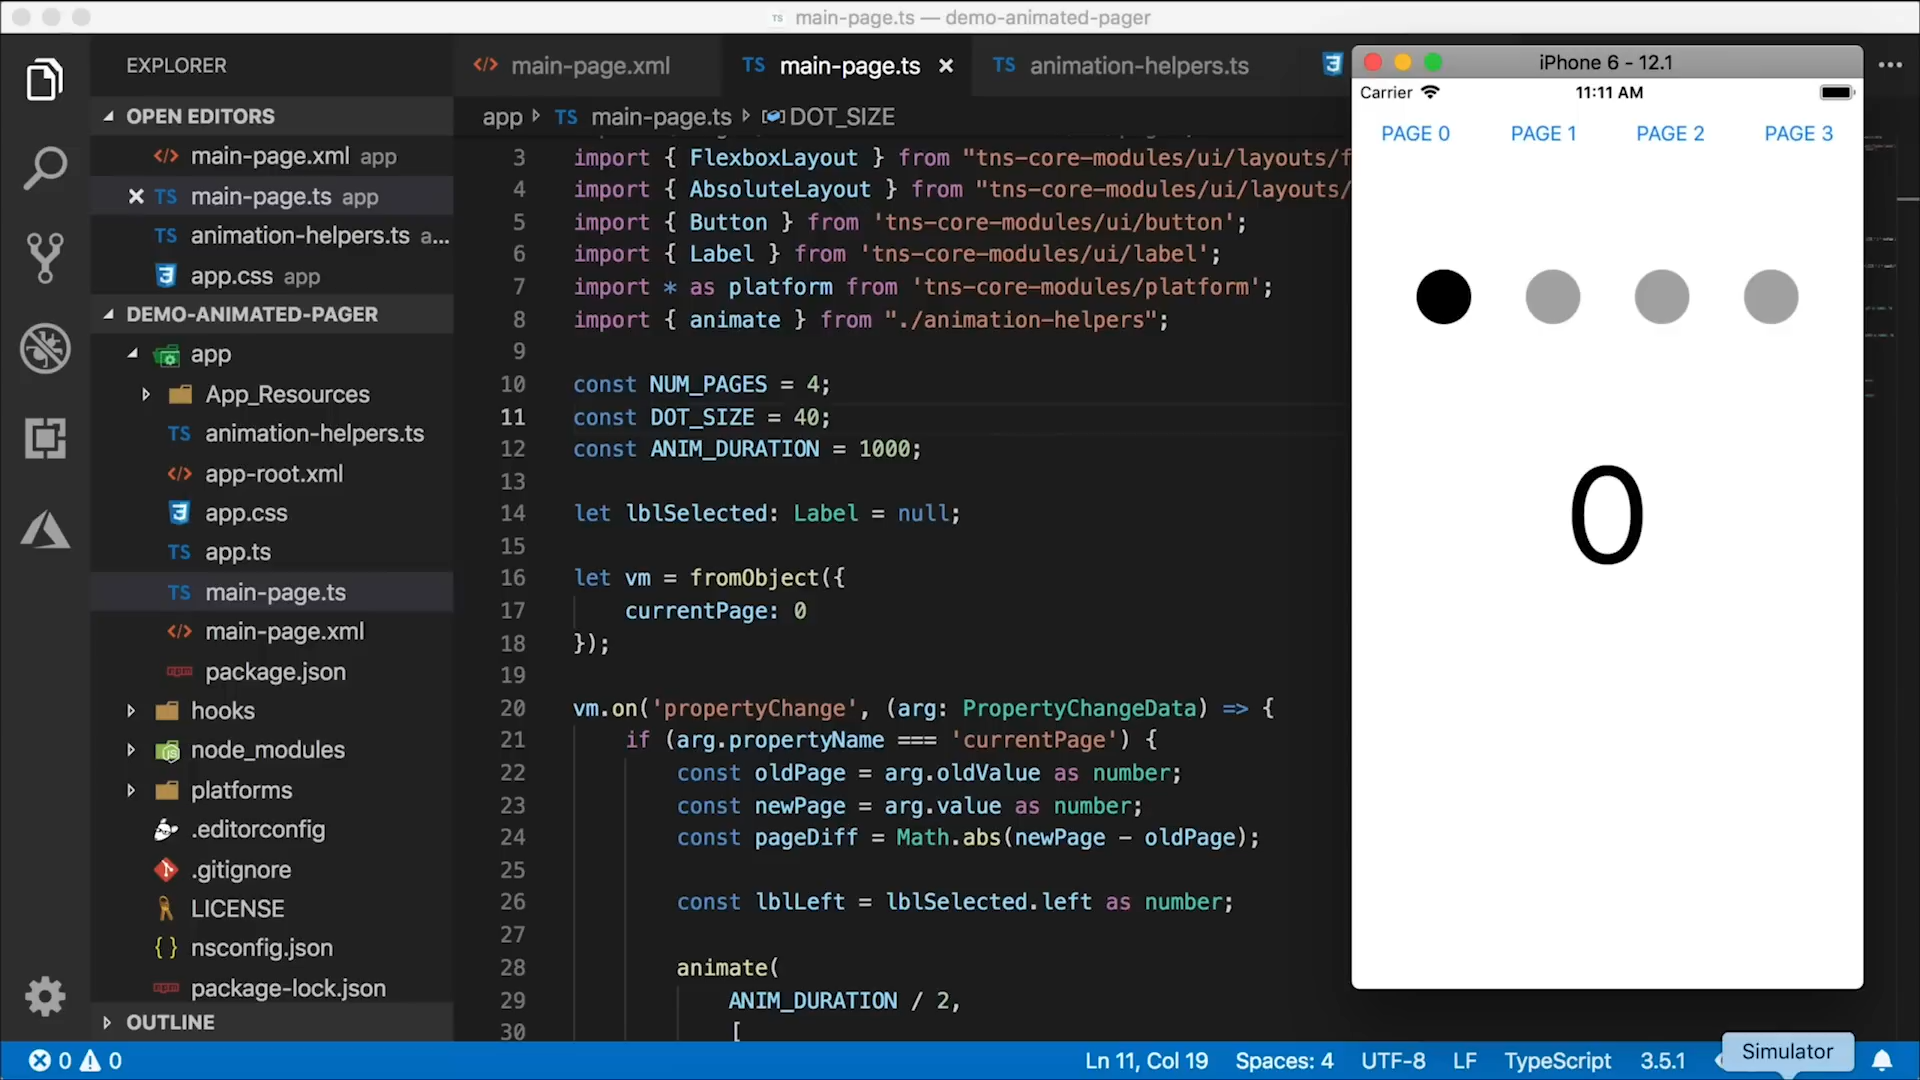 TS main-page.ts — demo-animated-pager
EXPLORER
OPEN EDITORS
</> main-page.xml app
TS main-page.ts app
TS animation-helpers.ts a...
app.css app
DEMO-ANIMATED-PAGER
app
App_Resources
TS animation-helpers.ts
</> app-root.xml
app.css
TS app.ts
TS main-page.ts
</> main-page.xml
package.json
hooks
node_modules
platforms
.editorconfig
.gitignore
LICENSE
{ } nsconfig.json
package-lock.json
OUTLINE
</> main-page.xml
TS main-page.ts
TS animation-helpers.ts
app TS main-page.ts DOT_SIZE
3 import { FlexboxLayout } from "tns-core-modules/ui/layouts/f
4 import { AbsoluteLayout } from "tns-core-modules/ui/layouts/
5 import { Button } from 'tns-core-modules/ui/button';
6 import { Label } from 'tns-core-modules/ui/label';
7 import * as platform from 'tns-core-modules/platform';
8 import { animate } from "./animation-helpers";
9
10 const NUM_PAGES = 4;
11 const DOT_SIZE = 40;
12 const ANIM_DURATION = 1000;
13
14 let lblSelected: Label = null;
15
16 let vm = fromObject({
17 currentPage: 0
18 });
19
20 vm.on('propertyChange', (arg: PropertyChangeData) => {
21 if (arg.propertyName === 'currentPage') {
22 const oldPage = arg.oldValue as number;
23 const newPage = arg.value as number;
24 const pageDiff = Math.abs(newPage - oldPage);
25
26 const lblLeft = lblSelected.left as number;
27
28 animate(
29 ANIM_DURATION / 2,
30 [
iPhone 6 - 12.1
Carrier 11:11 AM
PAGE 0 PAGE 1 PAGE 2 PAGE 3
0
0 0 Ln 11, Col 19 Spaces: 4 UTF-8 LF TypeScript 3.5.1
Simulator